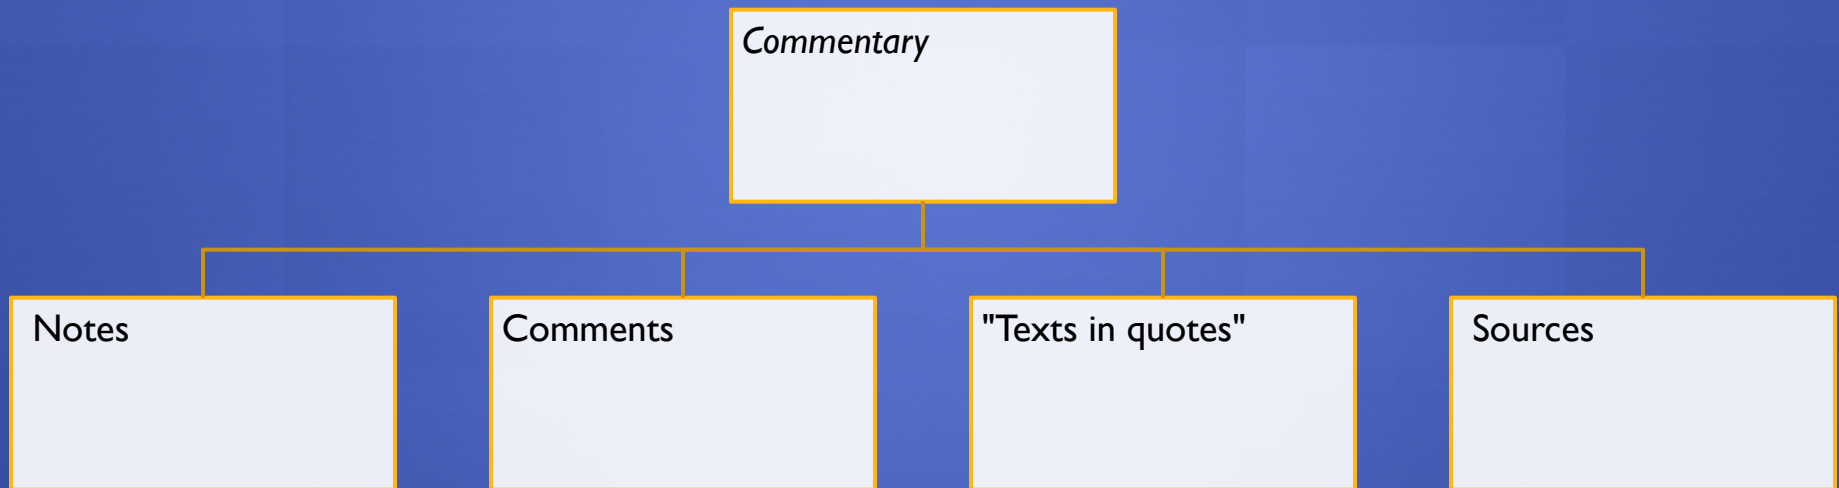 Commentary
Notes
Comments
"Texts in quotes"
Sources